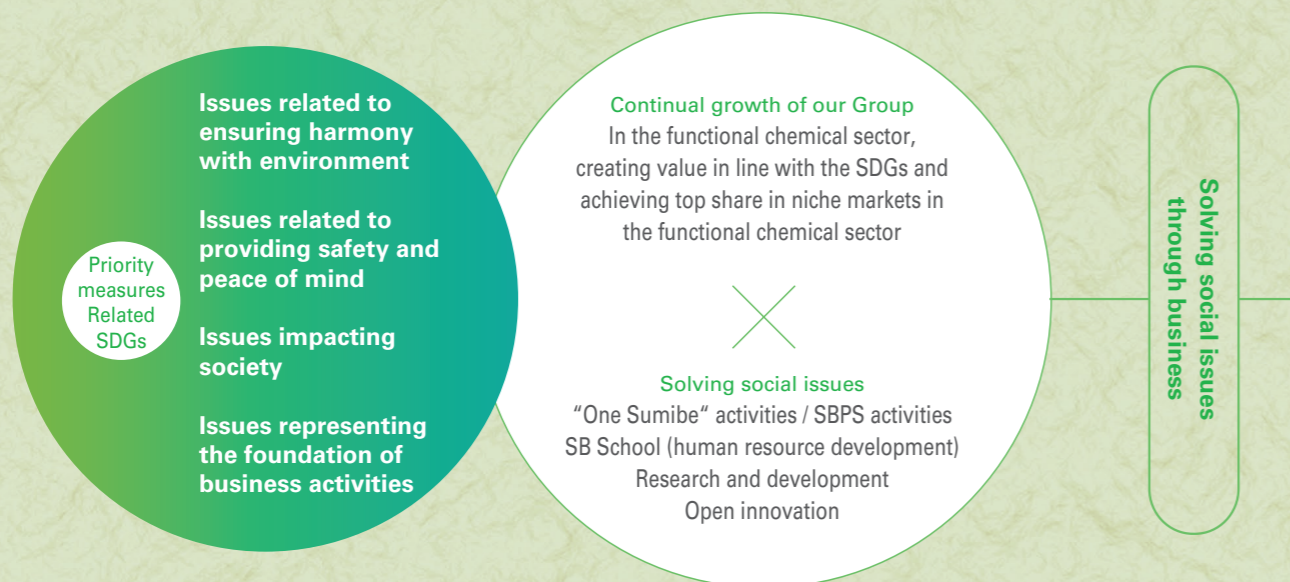 Issues related to
ensuring harmony
with environment
Issues related to
providing safety and
peace of mind
Issues impacting
society
Issues representing
the foundation of
business activities
Priority
measures
Related
SDGs
Continual growth of our Group
In the functional chemical sector,
creating value in line with the SDGs and
achieving top share in niche markets in
the functional chemical sector
Solving social issues
“One Sumibe“ activities / SBPS activities
SB School (human resource development)
Research and development
Open innovation
Solving social issues
through business